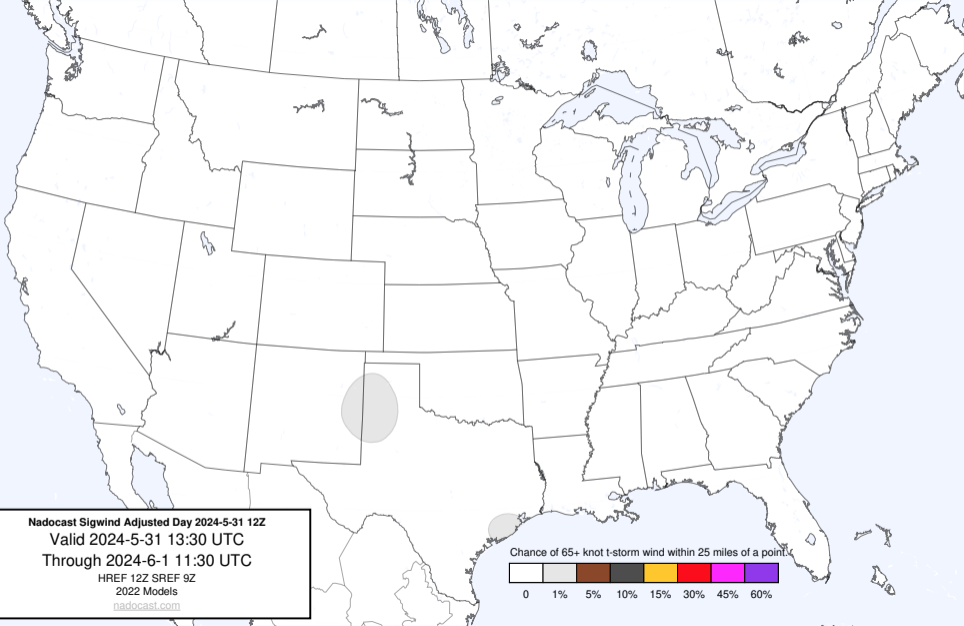 Nadocast Sigwind Adjusted Day 2024-5-31 12Z
Valid 2024-5-31 13:30 UTC
Through 2024-6-1 11:30 UTC
HREF 12Z SREF 9Z
2022 Models
nadocast.com
Chance of 65+ knot t-storm wind within 25 miles of a point.
0 1% 5% 10% 15% 30% 45% 60%